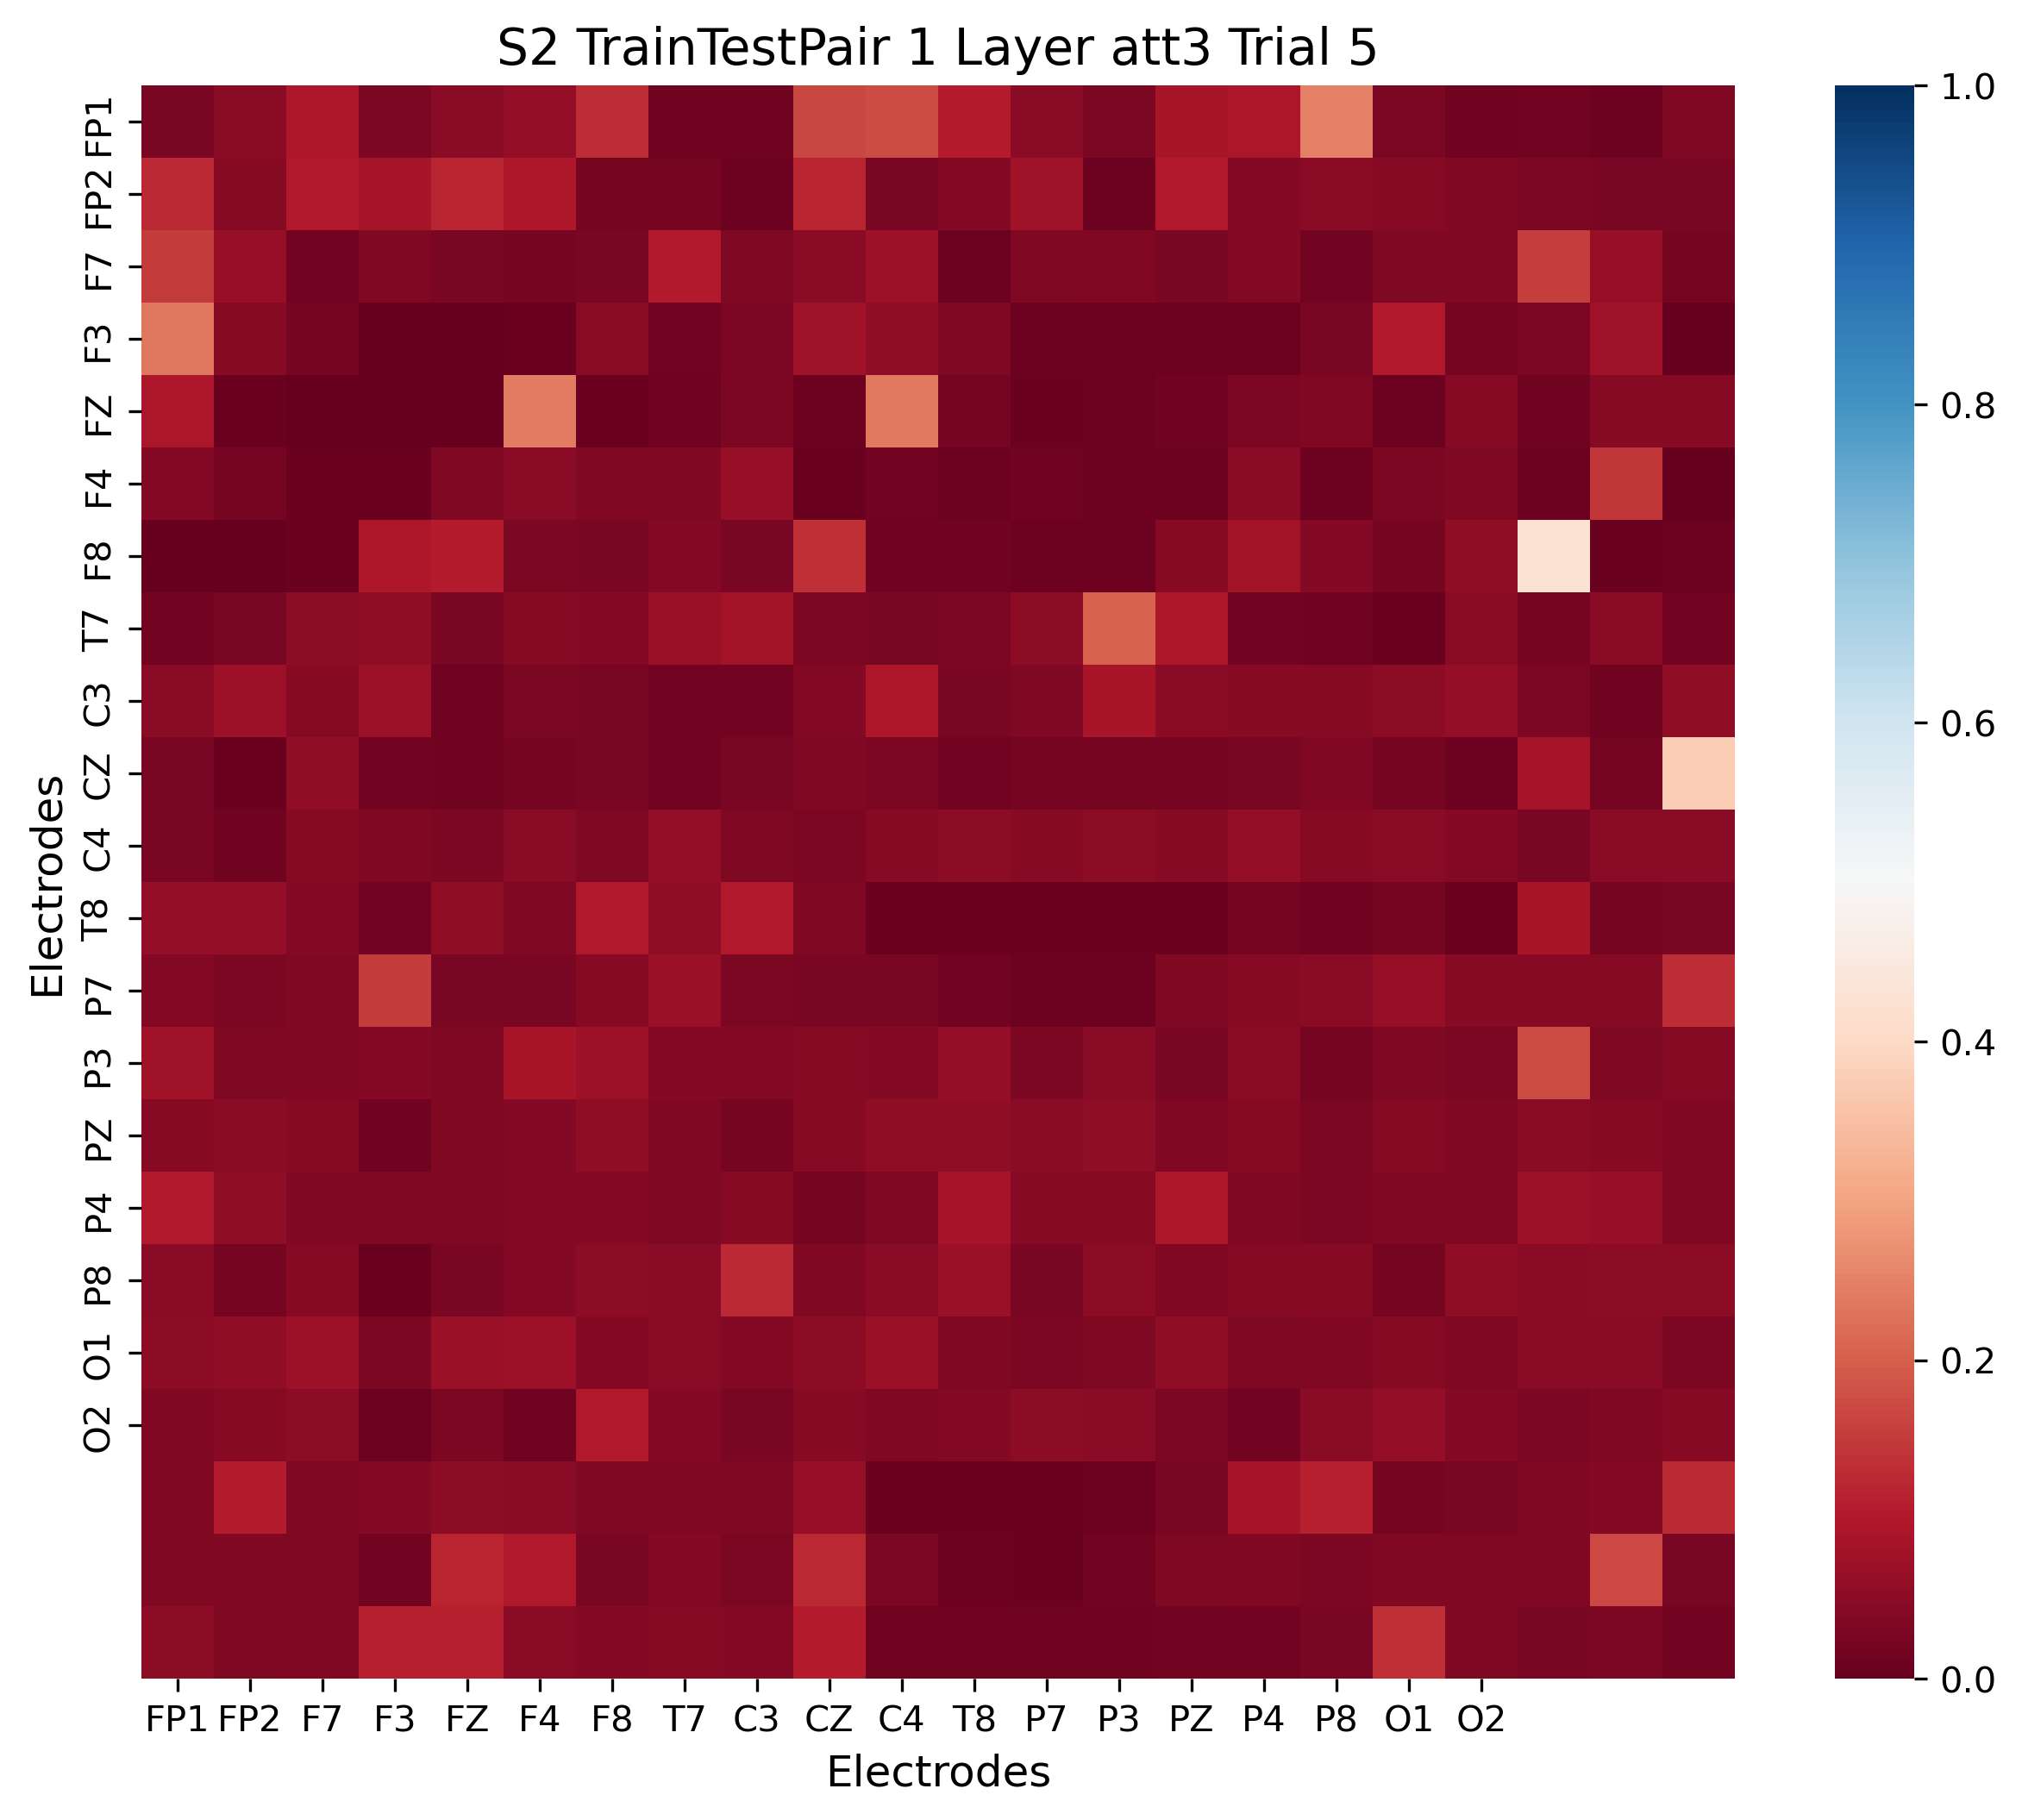 S2 TrainTestPair 1 Layer att3 Trial 5
Electrodes
FP1
FP2
F7
F3
FZ
F4
F8
T7
C3
CZ
C4
T8
P7
P3
PZ
P4
P8
O1
O2
FP1 FP2 F7 F3 FZ F4 F8 T7 C3 CZ C4 T8 P7 P3 PZ P4 P8 O1 O2
Electrodes
1.0
0.8
0.6
0.4
0.2
0.0